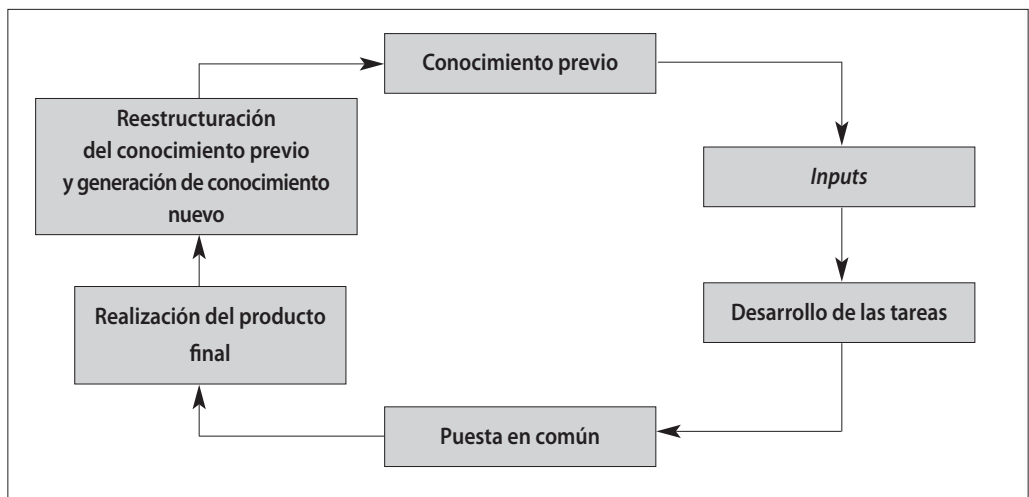 Conocimiento previo
Inputs
Desarrollo de las tareas
Puesta en común
Realización del producto
final
Reestructuración
del conocimiento previo
y generación de conocimiento
nuevo